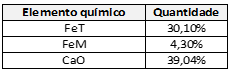 Elemento químico Quantidade
FeT 30,10%
FeM 4,30%
CaO 39,04%